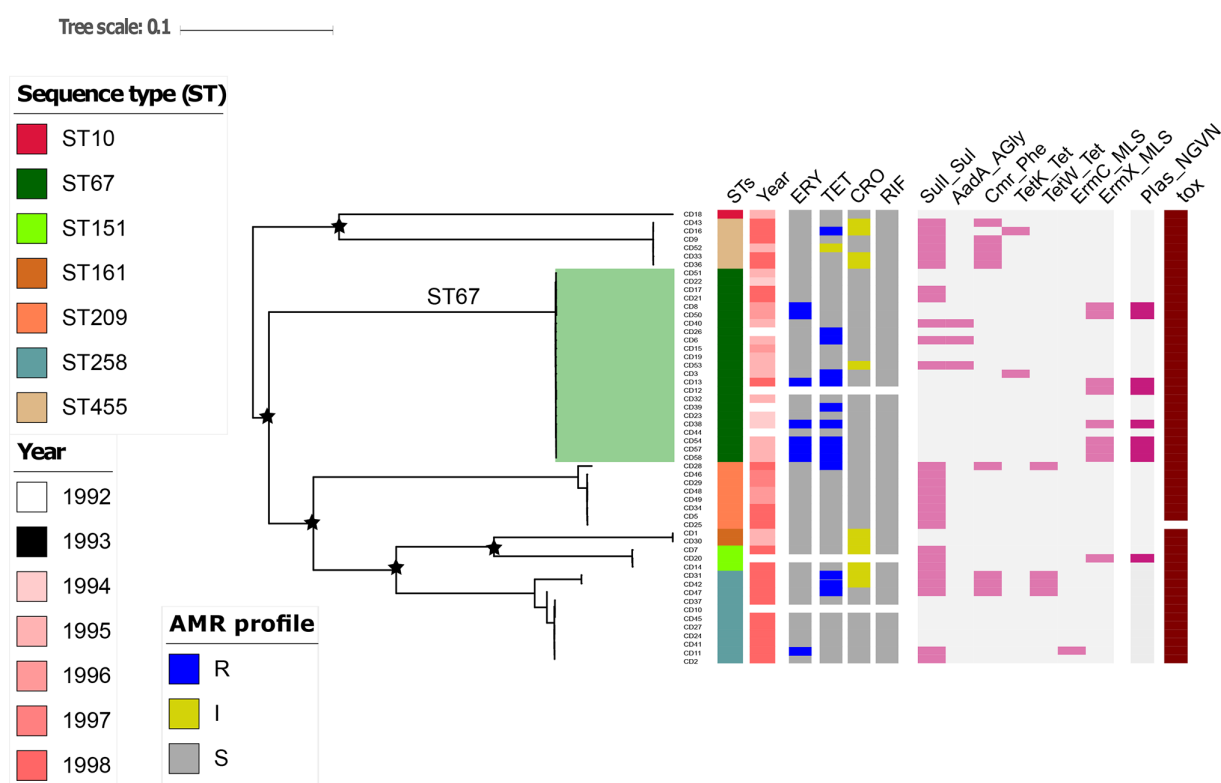 Tree scale: 0.1
Sequence type (ST)
ST10
ST67
ST151
ST161
ST209
ST258
ST455
Year
1992
1993
1994
1995
1996
1997
1998
AMR profile
R
I
S
ST67
STs
Year
ERY
TET
CRO
RIF
SulI_Sul
AadA_AGly
Cmr_Phe
TetK_Tet
TetW_Tet
ErmC_MLS
ErmX_MLS
Plas_NGVN
tox
CD18
CD43
CD16
CD9
CD52
CD33
CD36
CD51
CD22
CD17
CD21
CD8
CD50
CD40
CD26
CD6
CD15
CD19
CD53
CD3
CD13
CD12
CD32
CD39
CD23
CD38
CD44
CD54
CD57
CD58
CD28
CD46
CD29
CD48
CD49
CD34
CD5
CD25
CD1
CD30
CD7
CD20
CD14
CD31
CD42
CD47
CD37
CD10
CD45
CD27
CD24
CD41
CD11
CD2